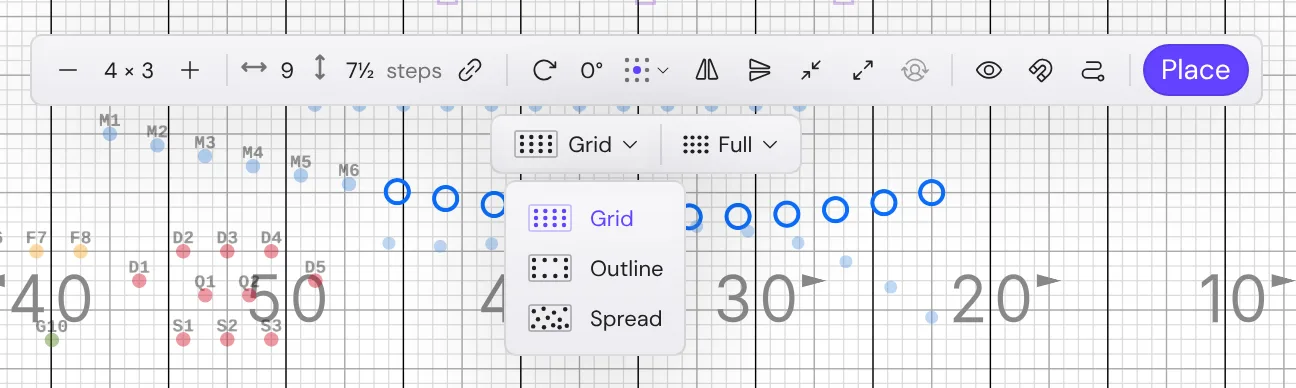 4 × 3 9 7½ steps 0° Place
M1
M2
M3
M4
M5
M6
Grid Full
Grid
Outline
Spread
F7 F8 D2 D3 D4
D1 D5
Q1 Q2
40 50 30 20 10
G10 S1 S2 S3